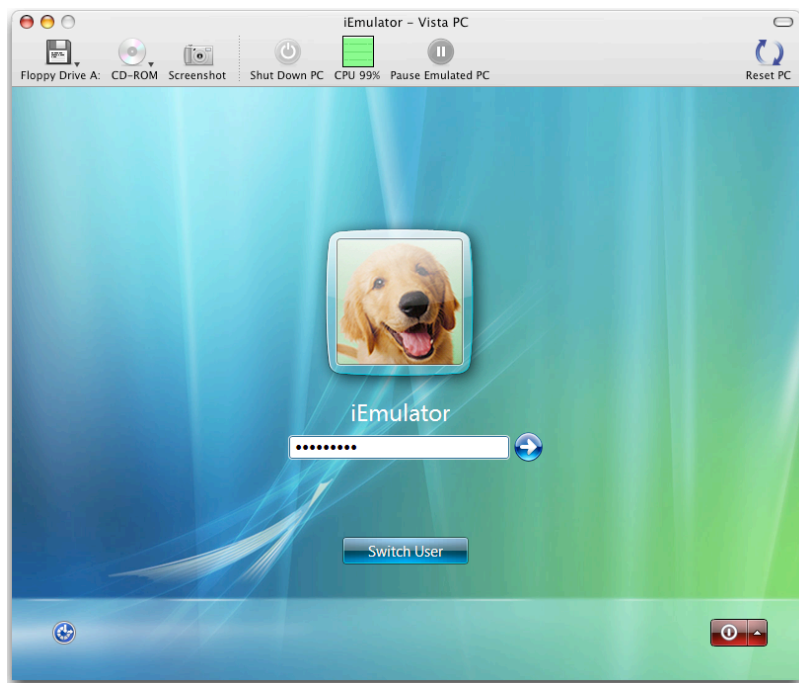 iEmulator – Vista PC
Floppy Drive A: CD-ROM Screenshot Shut Down PC CPU 99% Pause Emulated PC Reset PC
iEmulator
•••••••••
Switch User